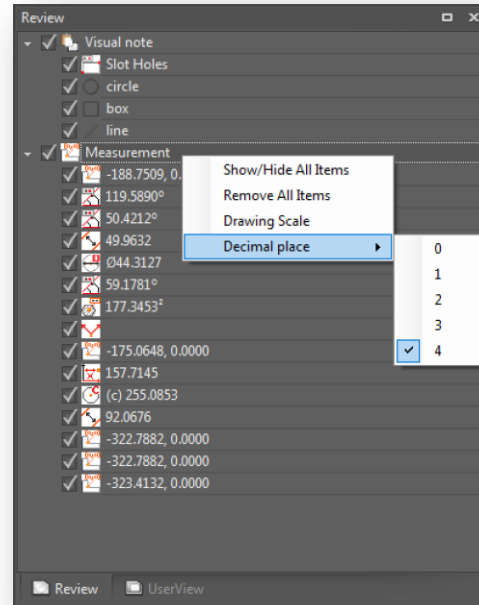 Review
Visual note
Slot Holes
circle
box
line
Measurement
-188.7509, 0.
119.5890º
50.4212º
49.9632
Ø44.3127
59.1781º
177.3453²
-175.0648, 0.0000
157.7145
(c) 255.0853
92.0676
-322.7882, 0.0000
-322.7882, 0.0000
-323.4132, 0.0000
Show/Hide All Items
Remove All Items
Drawing Scale
Decimal place
0
1
2
3
4
Review
UserView